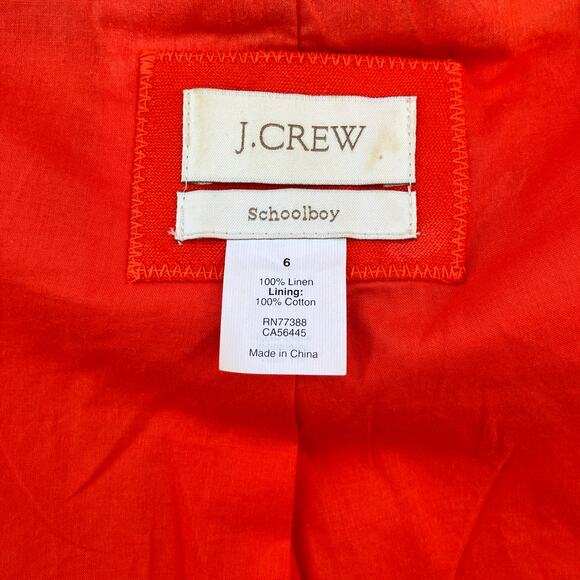 J.CREW
Schoolboy
6
100% Linen
Lining:
100% Cotton
RN77388
CA56445
Made in China